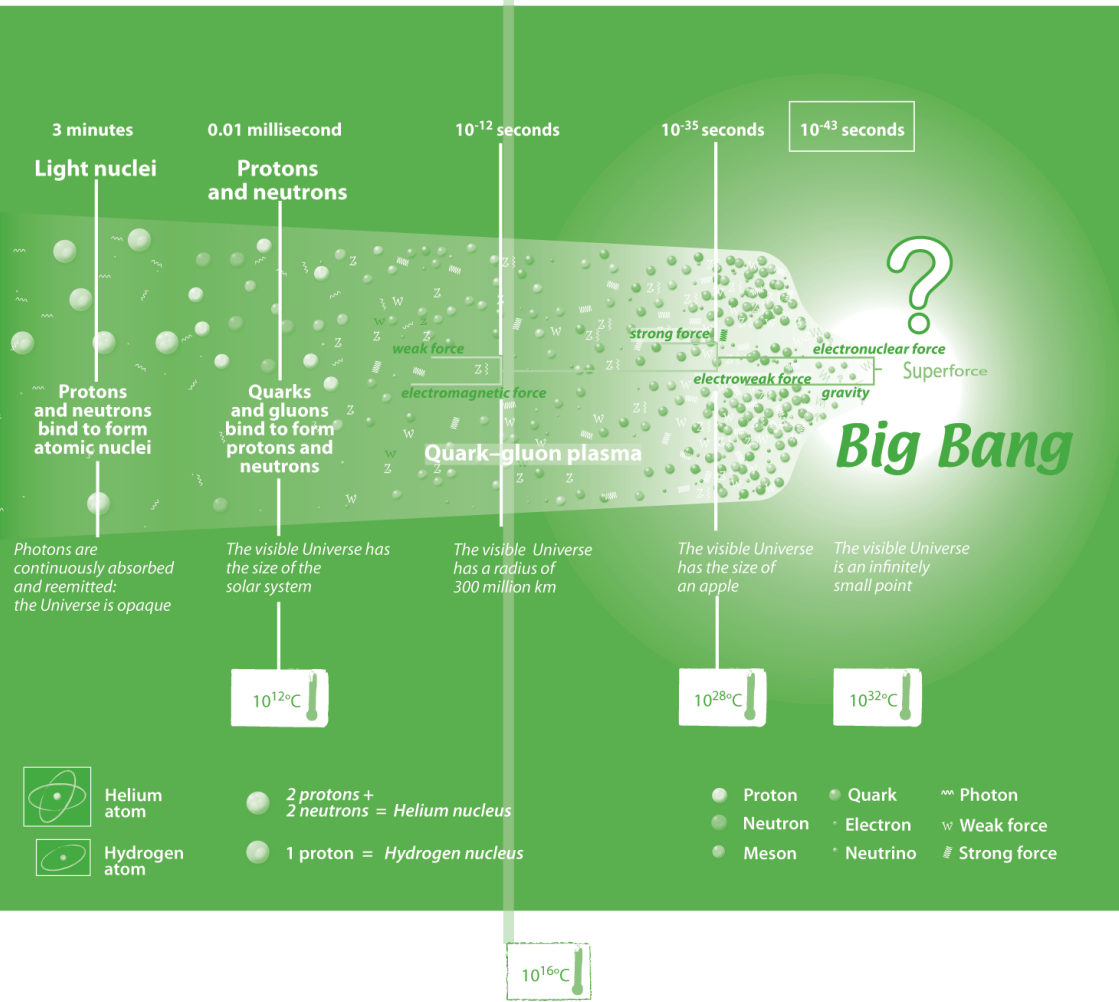 3 minutes
0.01 millisecond
10⁻¹² seconds
10⁻³⁵ seconds
10⁻⁴³ seconds
Light nuclei
Protons
and neutrons
?
weak force
electromagnetic force
strong force
electroweak force
electronuclear force
gravity
Superforce
Big Bang
Protons
and neutrons
bind to form
atomic nuclei
Quarks
and gluons
bind to form
protons and
neutrons
Quark–gluon plasma
Photons are
continuously absorbed
and reemitted:
the Universe is opaque
The visible Universe has
the size of the
solar system
The visible Universe
has a radius of
300 million km
The visible Universe
has the size of
an apple
The visible Universe
is an infinitely
small point
10¹²ºC
10²⁸ºC
10³²ºC
Helium
atom
2 protons +
2 neutrons = Helium nucleus
Hydrogen
atom
1 proton = Hydrogen nucleus
Proton
Quark
Photon
Neutron
Electron
W Weak force
Meson
Neutrino
Strong force
10¹⁶ºC